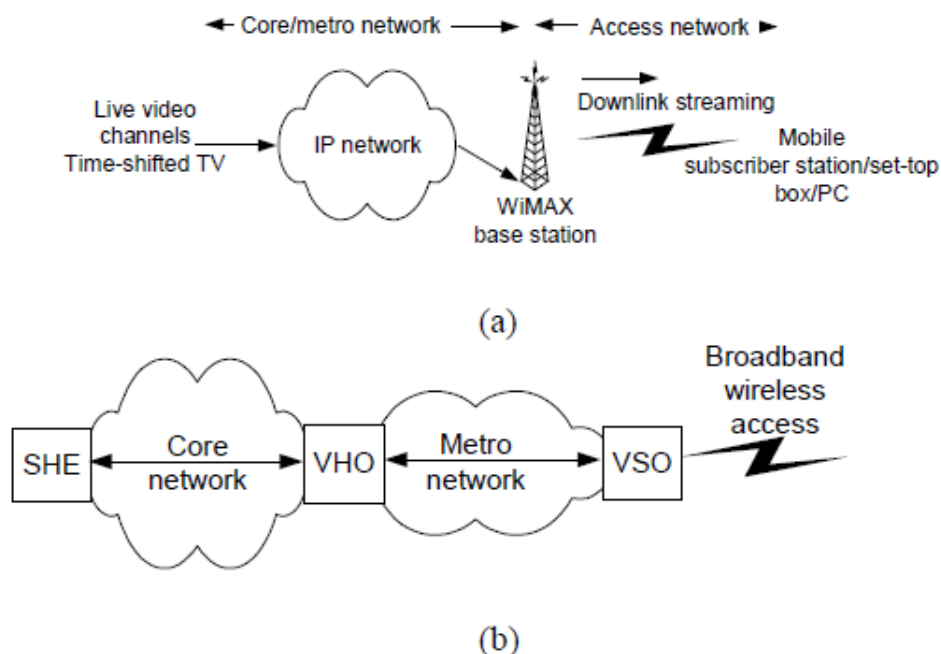 Core/metro network
Access network
Live video
channels
Time-shifted TV
IP network
WiMAX
base station
Downlink streaming
Mobile
subscriber station/set-top
box/PC
(a)
SHE
Core
network
VHO
Metro
network
VSO
Broadband
wireless
access
(b)